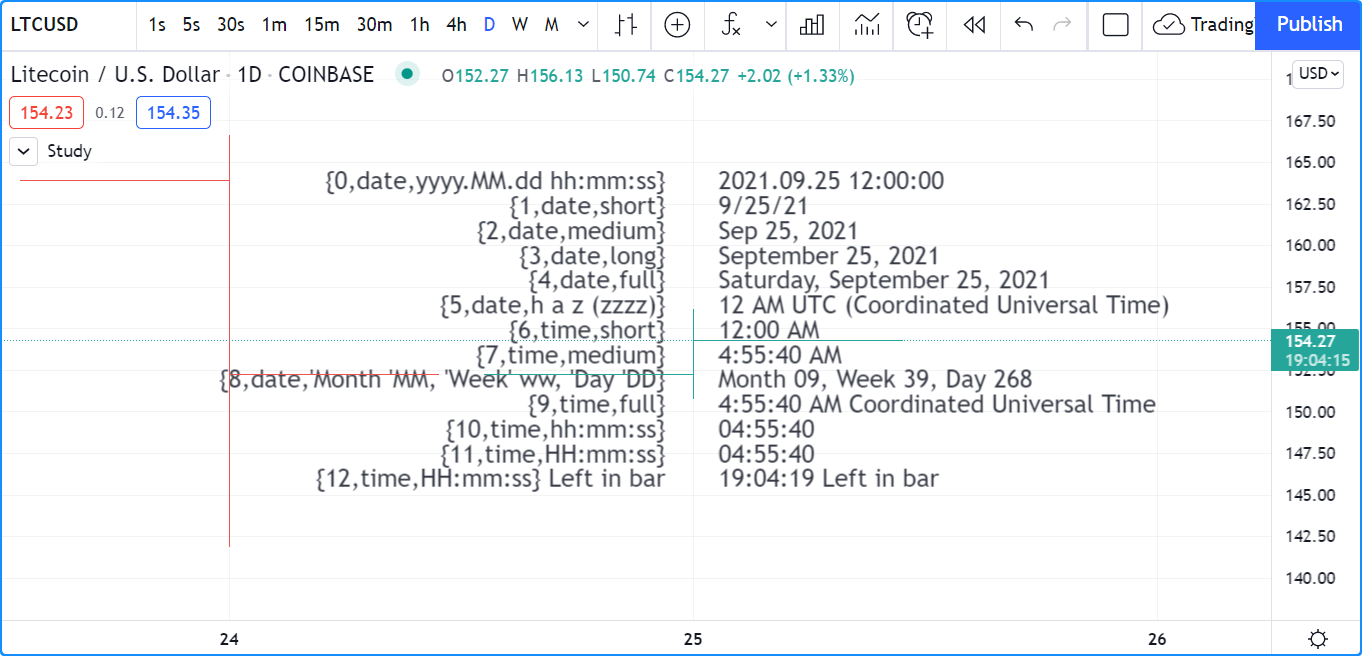 LTCUSD 1s 5s 30s 1m 15m 30m 1h 4h D W M Trading Publish
Litecoin / U.S. Dollar · 1D · COINBASE O152.27 H156.13 L150.74 C154.27 +2.02 (+1.33%) USD
154.23 0.12 154.35
167.50
Study
165.00
{0,date,yyyy.MM.dd hh:mm:ss} 2021.09.25 12:00:00
{1,date,short} 9/25/21
162.50
{2,date,medium} Sep 25, 2021
160.00
{3,date,long} September 25, 2021
{4,date,full} Saturday, September 25, 2021
157.50
{5,date,h a z (zzzz)} 12 AM UTC (Coordinated Universal Time)
{6,time,short} 12:00 AM
155.00
154.27
{7,time,medium} 4:55:40 AM
19:04:15
152.50
{8,date,'Month 'MM, 'Week' ww, 'Day 'DD} Month 09, Week 39, Day 268
{9,time,full} 4:55:40 AM Coordinated Universal Time
150.00
{10,time,hh:mm:ss} 04:55:40
{11,time,HH:mm:ss} 04:55:40
147.50
{12,time,HH:mm:ss} Left in bar 19:04:19 Left in bar
145.00
142.50
140.00
24 25 26